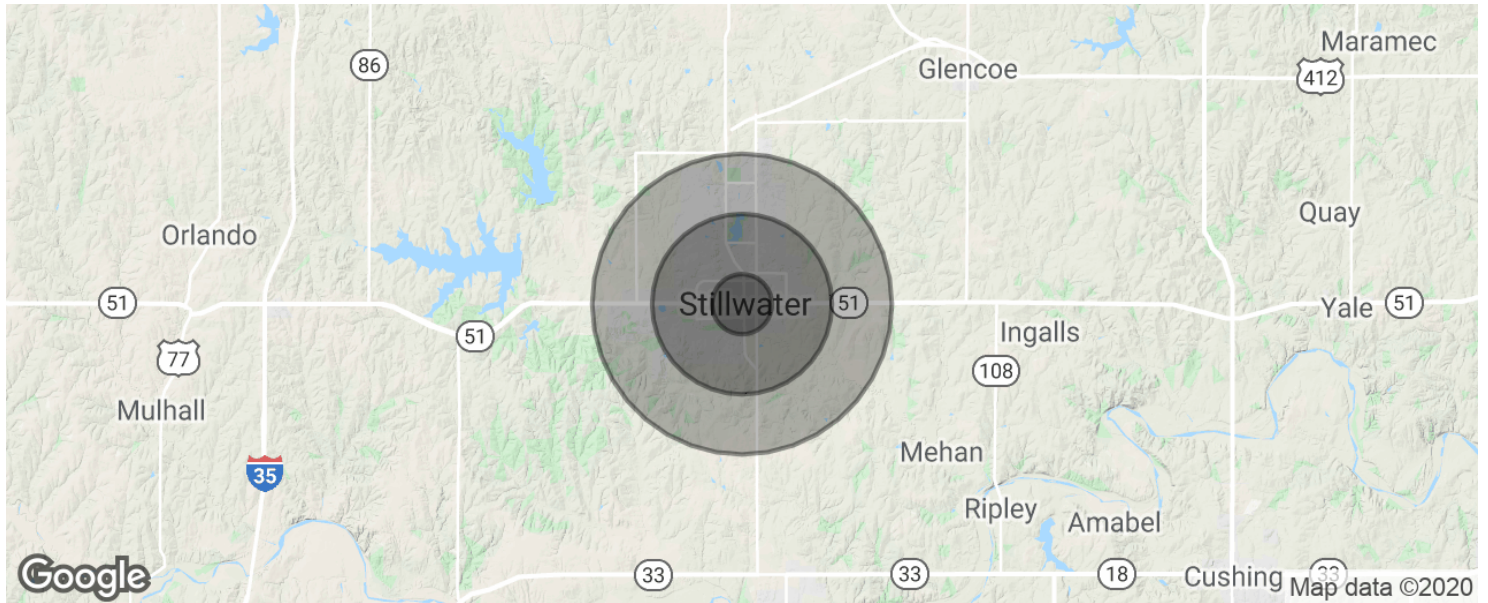 Maramec
86
Glencoe
412
Quay
Orlando
51
Stillwater
51
Yale
51
51
Ingalls
77
108
Mulhall
Mehan
35
Ripley
Amabel
33
33
18
Cushing
33
Google
Map data ©2020